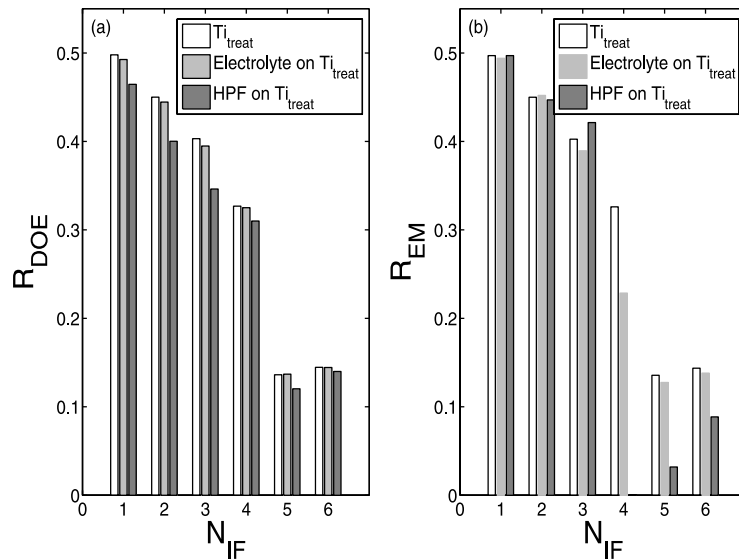 (a)
Ti_treat
Electrolyte on Ti_treat
HPF on Ti_treat
0.5
0.4
0.3
0.2
0.1
0
0 1 2 3 4 5 6
R_DOE
N_IF
(b)
Ti_treat
Electrolyte on Ti_treat
HPF on Ti_treat
0.5
0.4
0.3
0.2
0.1
0
0 1 2 3 4 5 6
R_EM
N_IF